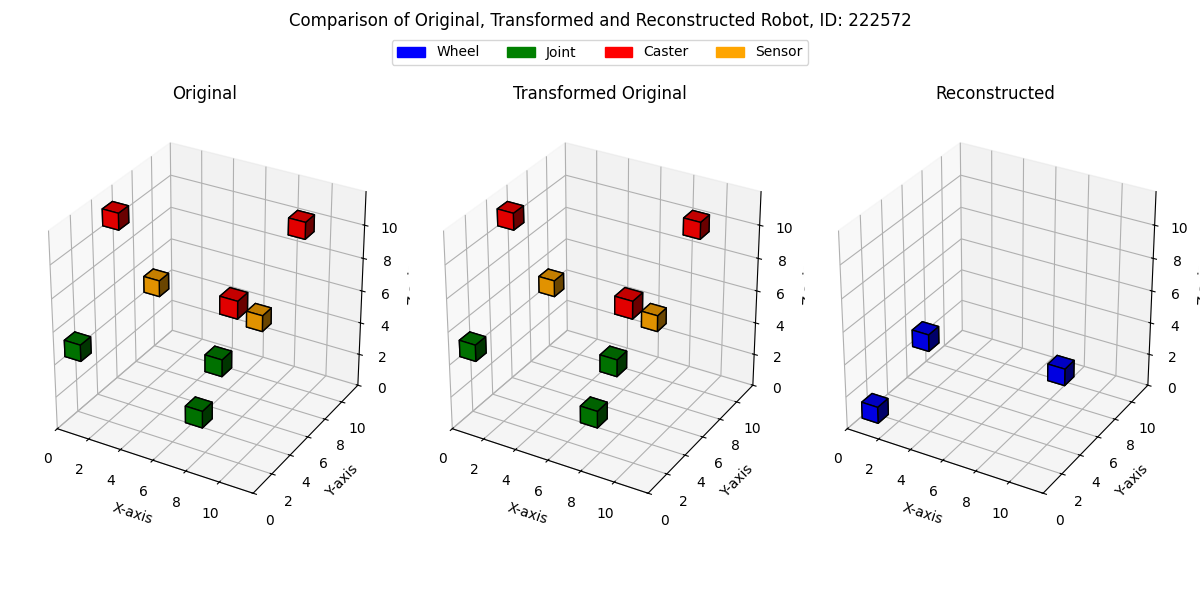 Comparison of Original, Transformed and Reconstructed Robot, ID: 222572
Wheel Joint Caster Sensor
Original
Transformed Original
Reconstructed
0 2 4 6 8 10
X-axis
0 2 4 6 8 10
Y-axis
0 2 4 6 8 10
0 2 4 6 8 10
X-axis
0 2 4 6 8 10
Y-axis
0 2 4 6 8 10
0 2 4 6 8 10
X-axis
0 2 4 6 8 10
Y-axis
0 2 4 6 8 10